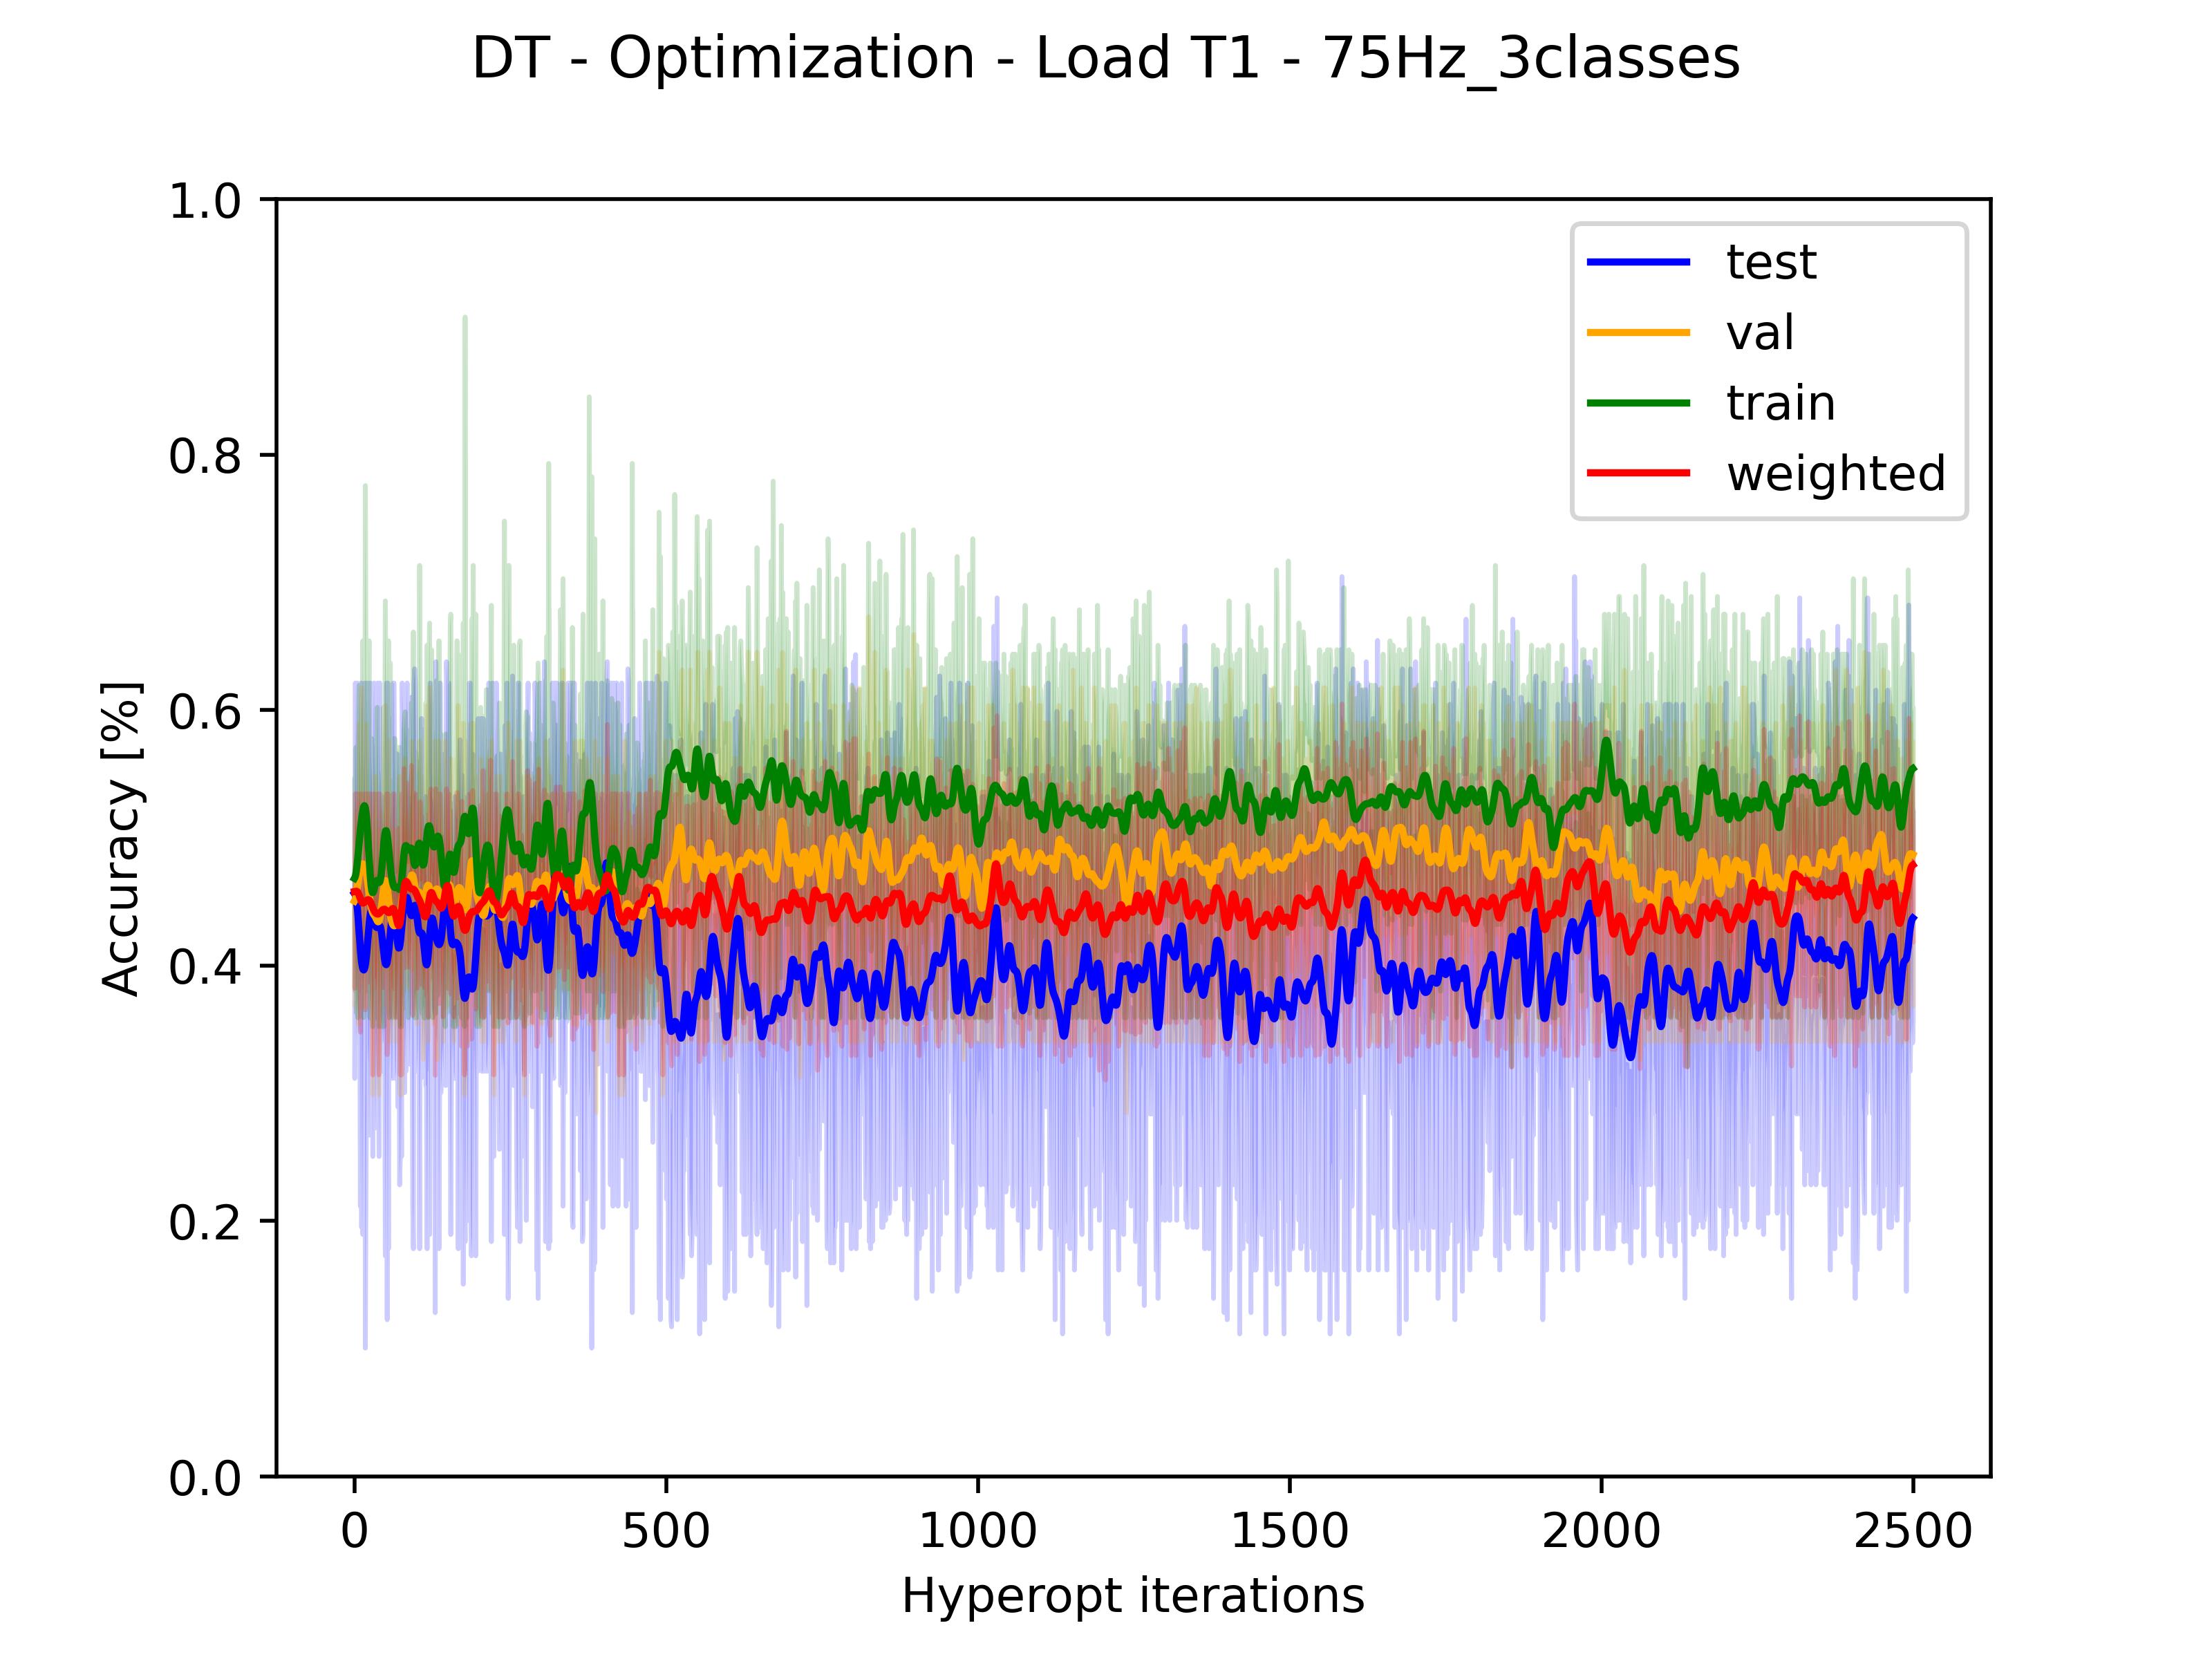 DT - Optimization - Load T1 - 75Hz_3classes
1.0
0.8
0.6
0.4
0.2
0.0
Accuracy [%]
test
val
train
weighted
0 500 1000 1500 2000 2500
Hyperopt iterations